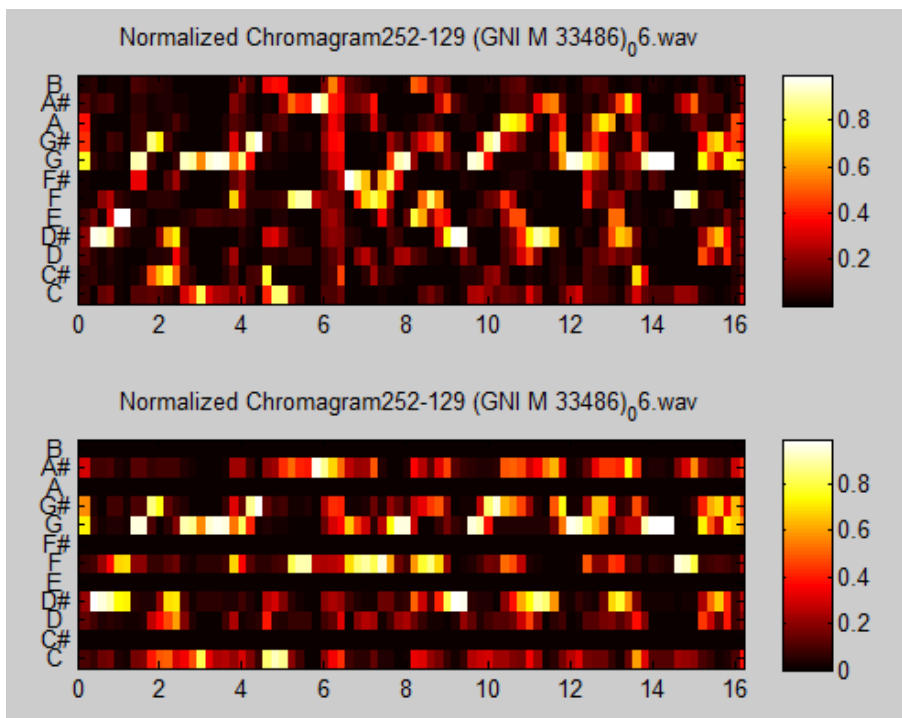 Normalized Chromagram252-129 (GNI M 33486)06.wav
B
A#
A
G#
G
F#
F
E
D#
D
C#
C
0 2 4 6 8 10 12 14 16
0.8
0.6
0.4
0.2
Normalized Chromagram252-129 (GNI M 33486)06.wav
B
A#
A
G#
G
F#
F
E
D#
D
C#
C
0 2 4 6 8 10 12 14 16
0.8
0.6
0.4
0.2
0